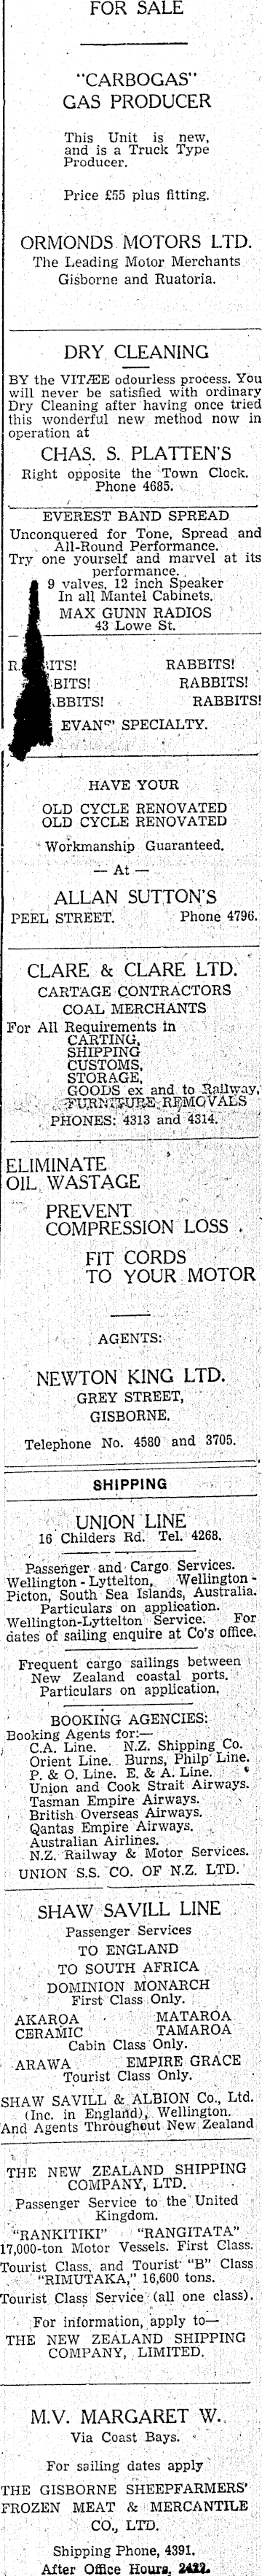 FOR SALE
"CARBOGAS"
GAS PRODUCER
This Unit is new,
and is a Truck Type
Producer.
Price £55 plus fitting.
ORMONDS MOTORS LTD.
The Leading Motor Merchants
Gisborne and Ruatoria.
DRY CLEANING
BY the VITÆE odourless process. You
will never be satisfied with ordinary
Dry Cleaning after having once tried
this wonderful new method now in
operation at
CHAS. S. PLATTEN'S
Right opposite the Town Clock.
Phone 4685.
EVEREST BAND SPREAD
Unconquered for Tone, Spread and
All-Round Performance.
Try one yourself and marvel at its
performance.
9 valves, 12 inch Speaker
In all Mantel Cabinets.
MAX GUNN RADIOS
43 Lowe St.
RABBITS!
RABBITS!
RABBITS!
EVANS' SPECIALTY.
HAVE YOUR
OLD CYCLE RENOVATED
OLD CYCLE RENOVATED
Workmanship Guaranteed.
— At —
ALLAN SUTTON'S
PEEL STREET. Phone 4796.
CLARE & CLARE LTD.
CARTAGE CONTRACTORS
COAL MERCHANTS
For All Requirements in
CARTING,
SHIPPING
CUSTOMS,
STORAGE,
GOODS ex and to Railway,
FURNITURE REMOVALS
PHONES: 4313 and 4314.
ELIMINATE
OIL WASTAGE
PREVENT
COMPRESSION LOSS
FIT CORDS
TO YOUR MOTOR
AGENTS:
NEWTON KING LTD.
GREY STREET,
GISBORNE.
Telephone No. 4580 and 3705.
SHIPPING
UNION LINE
16 Childers Rd. Tel. 4268.
Passenger and Cargo Services.
Wellington - Lyttelton, Wellington -
Picton, South Sea Islands, Australia.
Particulars on application.
Wellington-Lyttelton Service: For
dates of sailing enquire at Co's office.
Frequent cargo sailings between
New Zealand coastal ports.
Particulars on application.
BOOKING AGENCIES:
Booking Agents for:—
C.A. Line. N.Z. Shipping Co.
Orient Line. Burns, Philp Line.
P. & O. Line. E. & A. Line.
Union and Cook Strait Airways.
Tasman Empire Airways.
British Overseas Airways.
Qantas Empire Airways.
Australian Airlines.
N.Z. Railway & Motor Services.
UNION S.S. CO. OF N.Z. LTD.
SHAW SAVILL LINE
Passenger Services
TO ENGLAND
TO SOUTH AFRICA
DOMINION MONARCH
First Class Only.
AKAROA MATAROA
CERAMIC TAMAROA
Cabin Class Only.
ARAWA EMPIRE GRACE
Tourist Class Only.
SHAW SAVILL & ALBION Co., Ltd.
(Inc. in England), Wellington.
And Agents Throughout New Zealand
THE NEW ZEALAND SHIPPING
COMPANY, LTD.
Passenger Service to the United
Kingdom.
"RANKITIKI" "RANGITATA"
17,000-ton Motor Vessels. First Class.
Tourist Class, and Tourist "B" Class
"RIMUTAKA," 16,600 tons.
Tourist Class Service (all one class).
For information, apply to—
THE NEW ZEALAND SHIPPING
COMPANY, LIMITED.
M.V. MARGARET W.
Via Coast Bays.
For sailing dates apply
THE GISBORNE SHEEPFARMERS'
FROZEN MEAT & MERCANTILE
CO., LTD.
Shipping Phone, 4391.
After Office Hours, 2422.